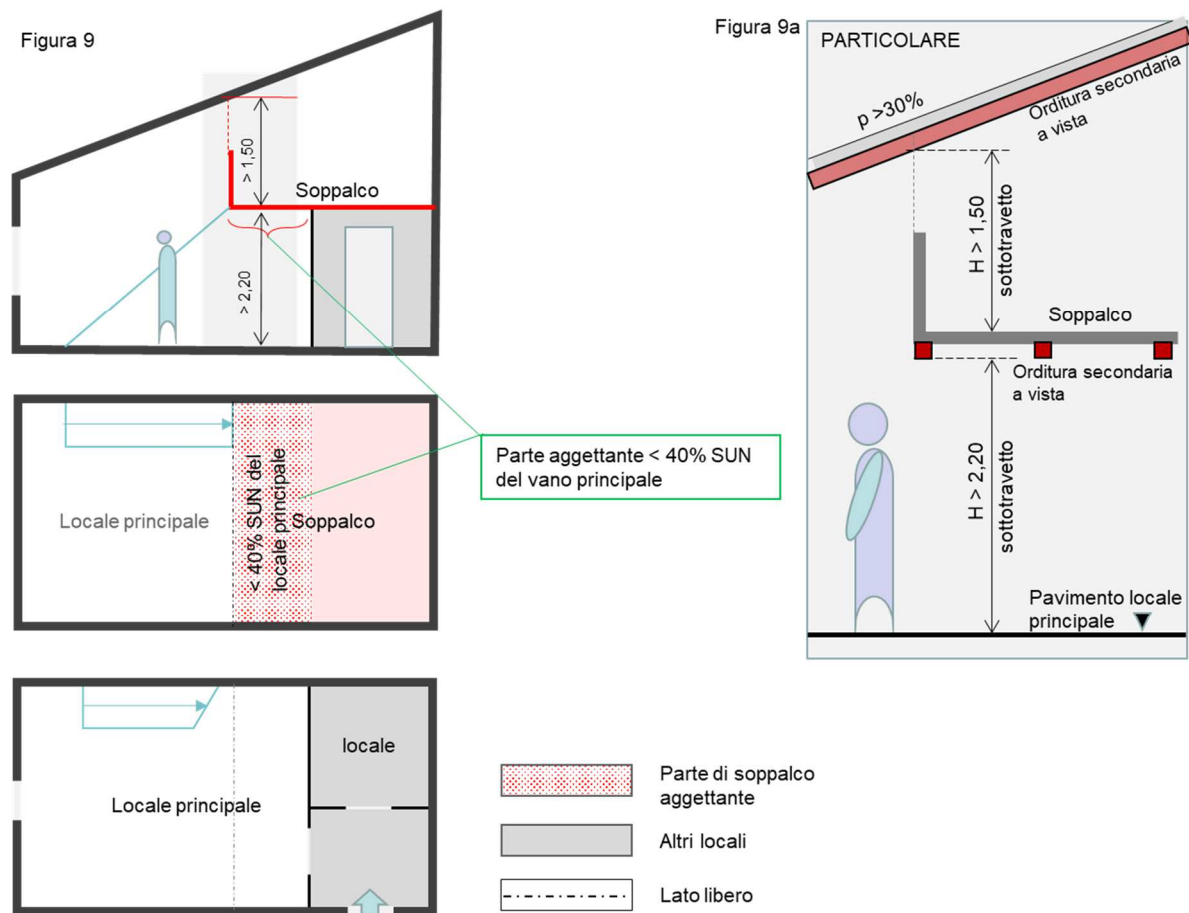 Figura 9
> 1,50
Soppalco
> 2,20
Parte aggettante < 40% SUN
del vano principale
Locale principale
< 40% SUN del
locale principale
Soppalco
Locale principale
locale
Parte di soppalco
aggettante
Altri locali
Lato libero
Figura 9a
PARTICOLARE
p >30%
Orditura secondaria
a vista
H > 1,50
sottotravetto
Soppalco
Orditura secondaria
a vista
H > 2,20
sottotravetto
Pavimento locale
principale